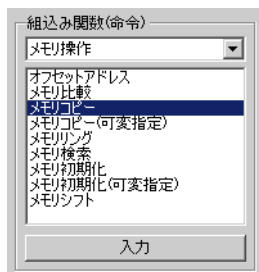 組込み関数(命令)
メモリ操作
オフセットアドレス
メモリ比較
メモリコピー
メモリコピー(可変指定)
メモリリング
メモリ検索
メモリ初期化
メモリ初期化(可変指定)
メモリシフト
入力